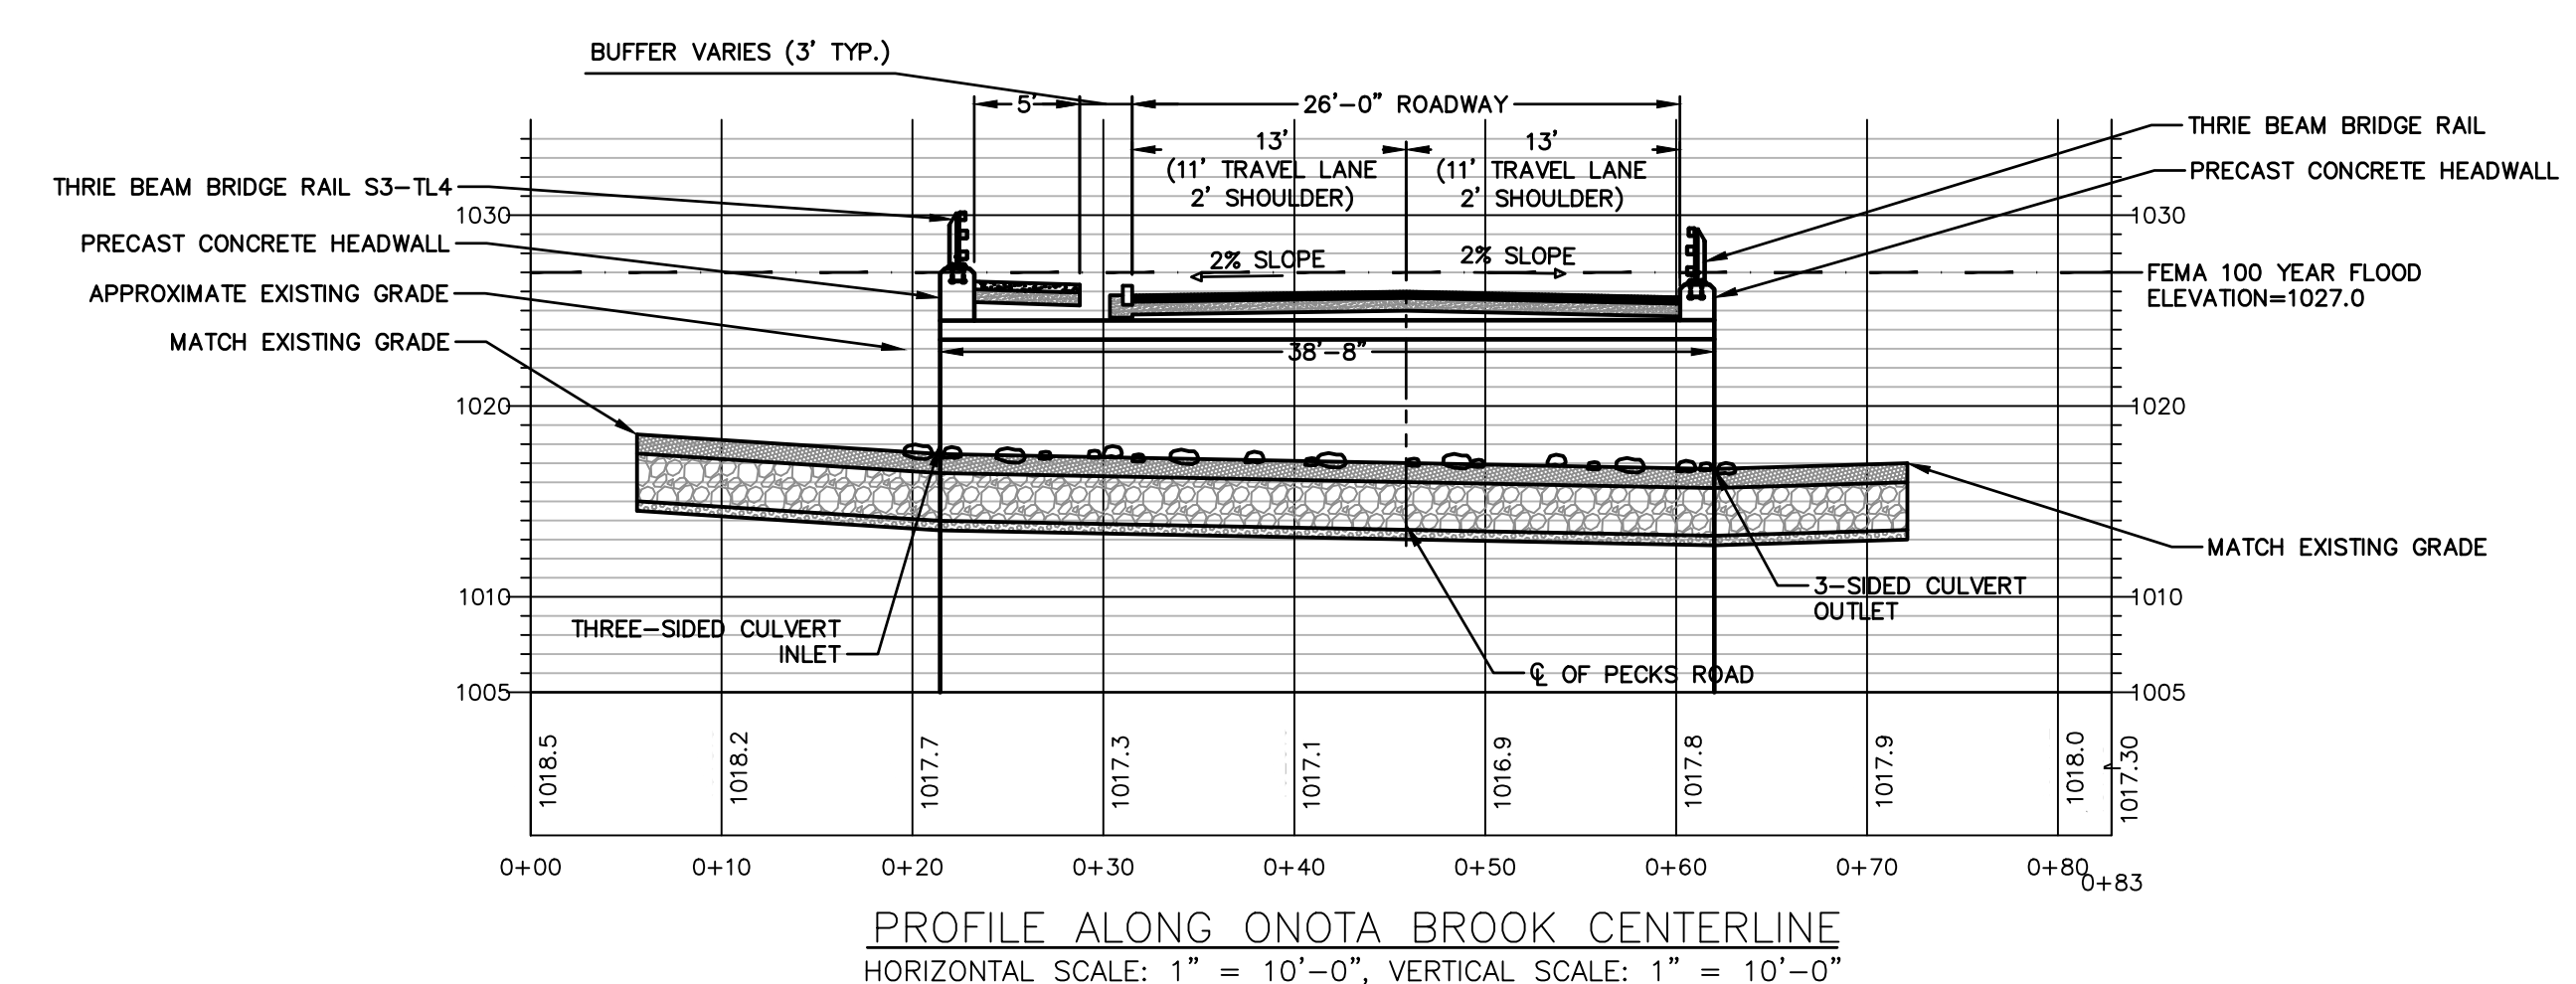 BUFFER VARIES (3' TYP.)
5'
26'-0" ROADWAY
13'
(11' TRAVEL LANE
2' SHOULDER)
13'
(11' TRAVEL LANE
2' SHOULDER)
THRIE BEAM BRIDGE RAIL
PRECAST CONCRETE HEADWALL
THRIE BEAM BRIDGE RAIL S3-TL4
1030
1030
PRECAST CONCRETE HEADWALL
2% SLOPE
2% SLOPE
FEMA 100 YEAR FLOOD
ELEVATION=1027.0
APPROXIMATE EXISTING GRADE
MATCH EXISTING GRADE
38'-8"
1020
1020
MATCH EXISTING GRADE
3-SIDED CULVERT
OUTLET
1010
1010
THREE-SIDED CULVERT
INLET
℄ OF PECKS ROAD
1005
1005
1018.5
1018.2
1017.7
1017.3
1017.1
1016.9
1017.8
1017.9
1018.0
1017.30
0+00
0+10
0+20
0+30
0+40
0+50
0+60
0+70
0+80
0+83
PROFILE ALONG ONOTA BROOK CENTERLINE
HORIZONTAL SCALE: 1" = 10'-0", VERTICAL SCALE: 1" = 10'-0"